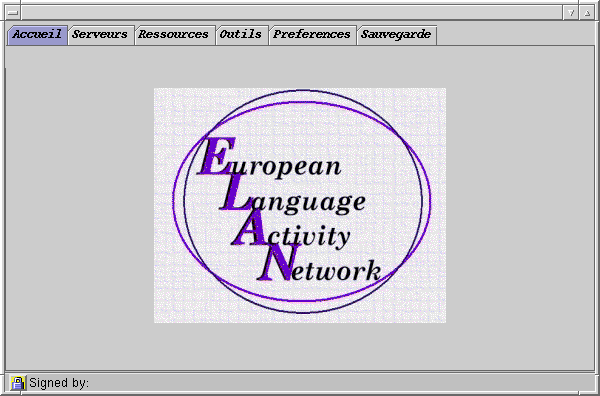 Accueil Serveurs Ressources Outils Preferences Sauvegarde
European
Language
Activity
Network
Signed by: